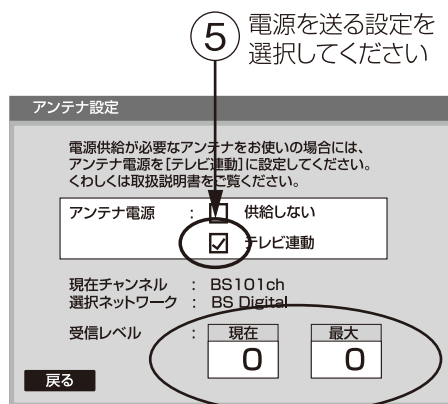 ⑤ 電源を送る設定を
選択してください
アンテナ設定
電源供給が必要なアンテナをお使いの場合には、
アンテナ電源を[テレビ連動]に設定してください。
くわしくは取扱説明書をご覧ください。
アンテナ電源 : 供給しない
テレビ連動
現在チャンネル : BS101ch
選択ネットワーク : BS Digital
受信レベル : 現在 最大
0 0
戻る